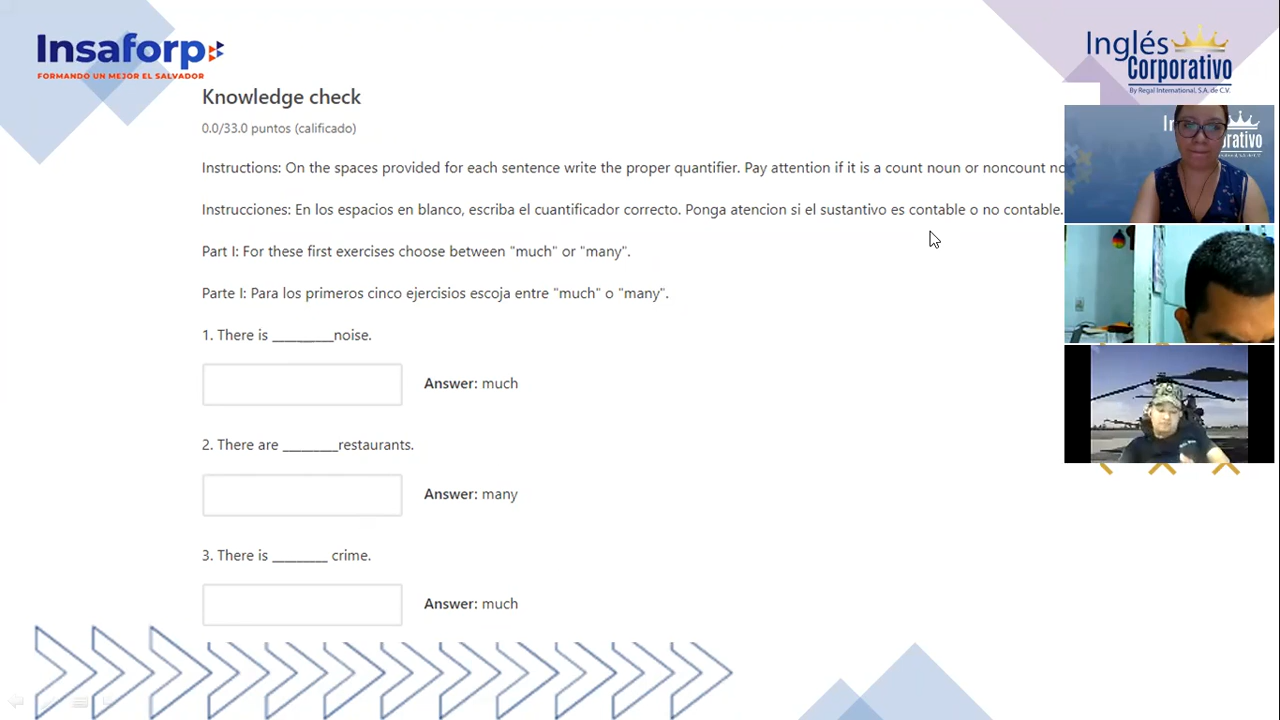 Insaforp
FORMANDO UN MEJOR EL SALVADOR
Inglés
Corporativo
By Regal International, S.A. de C.V.
Knowledge check
0.0/33.0 puntos (calificado)
Instructions: On the spaces provided for each sentence write the proper quantifier. Pay attention if it is a count noun or noncount no
Instrucciones: En los espacios en blanco, escriba el cuantificador correcto. Ponga atencion si el sustantivo es contable o no contable.
Part I: For these first exercises choose between "much" or "many".
Parte I: Para los primeros cinco ejercisios escoja entre "much" o "many".
1. There is _________noise.
Answer: much
2. There are ________restaurants.
Answer: many
3. There is ________ crime.
Answer: much